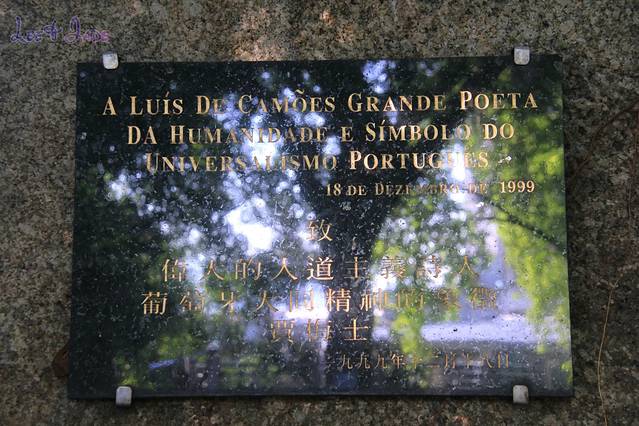 A LUÍS DE CAMÕES GRANDE POETA
DA HUMANIDADE E SÍMBOLO DO
UNIVERSALISMO PORTUGUÊS
18 DE DEZEMBRO DE 1999
致
偉大的人道主義詩人
葡萄牙大同精神的象徵
賈梅士
一九九九年十二月十八日